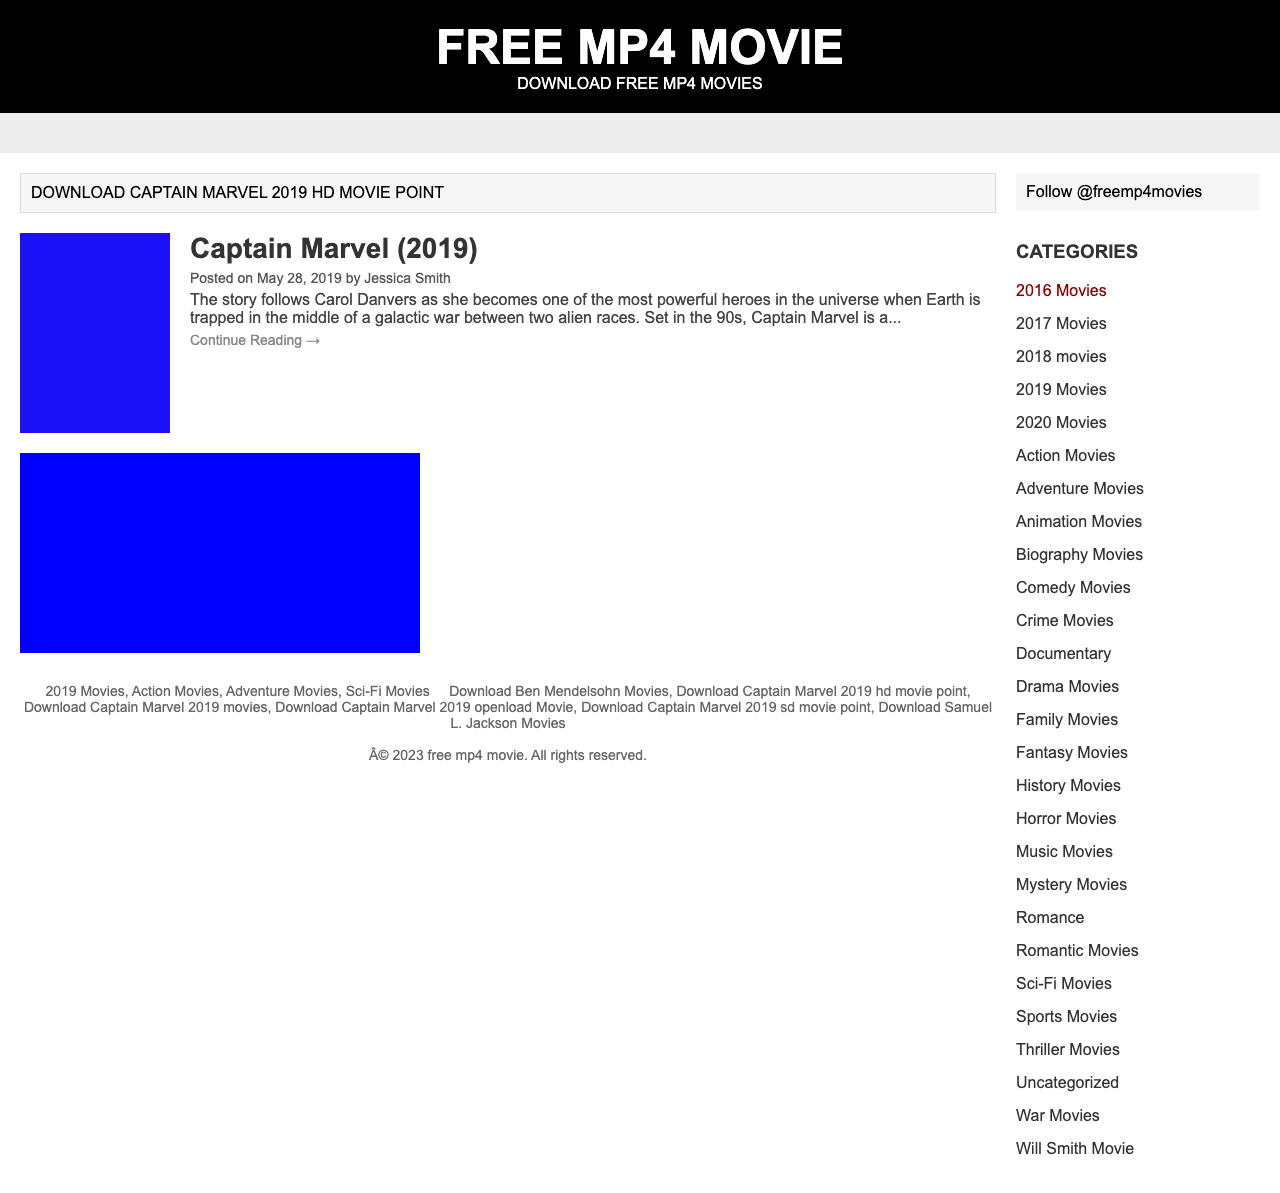 FREE MP4 MOVIE
DOWNLOAD FREE MP4 MOVIES
DOWNLOAD CAPTAIN MARVEL 2019 HD MOVIE POINT
Captain Marvel (2019)
Posted on May 28, 2019 by Jessica Smith
The story follows Carol Danvers as she becomes one of the most powerful heroes in the universe when Earth is
trapped in the middle of a galactic war between two alien races. Set in the 90s, Captain Marvel is a...
Continue Reading →
2019 Movies, Action Movies, Adventure Movies, Sci-Fi Movies Download Ben Mendelsohn Movies, Download Captain Marvel 2019 hd movie point,
Download Captain Marvel 2019 movies, Download Captain Marvel 2019 openload Movie, Download Captain Marvel 2019 sd movie point, Download Samuel
L. Jackson Movies
Â© 2023 free mp4 movie. All rights reserved.
Follow @freemp4movies
CATEGORIES
2016 Movies
2017 Movies
2018 movies
2019 Movies
2020 Movies
Action Movies
Adventure Movies
Animation Movies
Biography Movies
Comedy Movies
Crime Movies
Documentary
Drama Movies
Family Movies
Fantasy Movies
History Movies
Horror Movies
Music Movies
Mystery Movies
Romance
Romantic Movies
Sci-Fi Movies
Sports Movies
Thriller Movies
Uncategorized
War Movies
Will Smith Movie